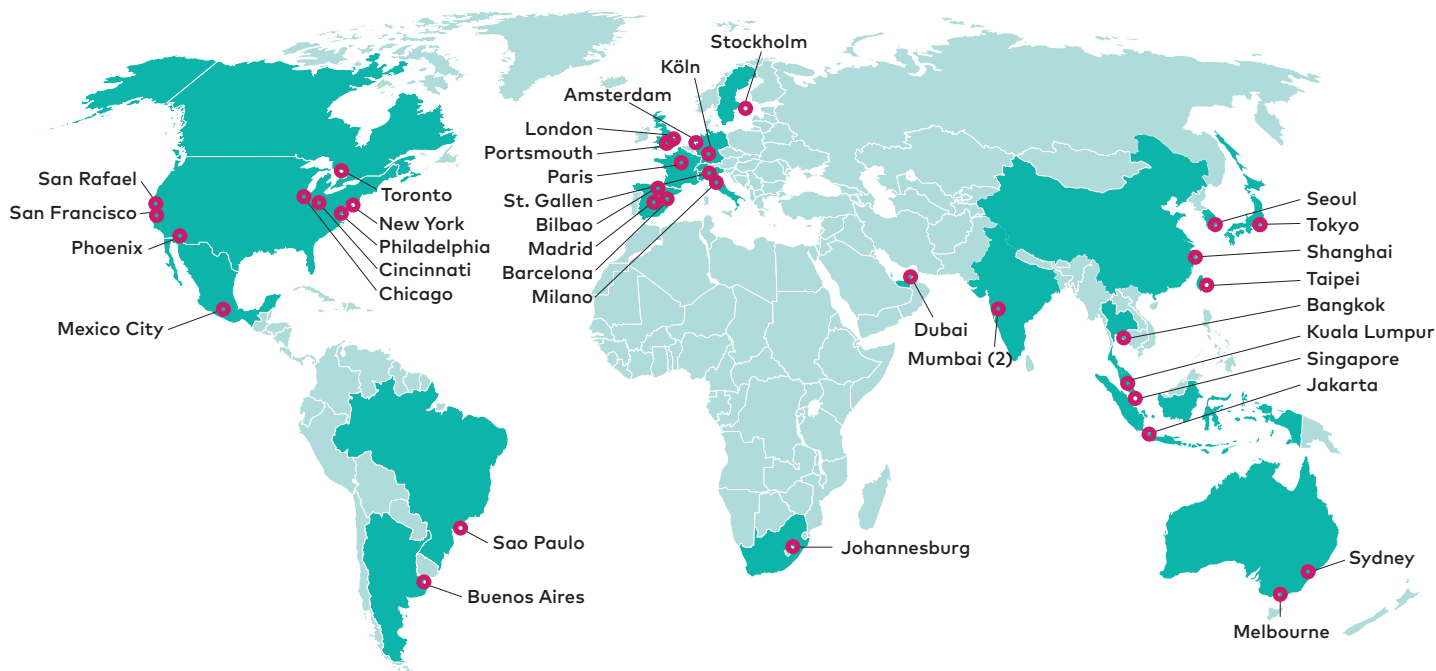 San Rafael
San Francisco
Phoenix
Mexico City
Toronto
New York
Philadelphia
Cincinnati
Chicago
Sao Paulo
Buenos Aires
Stockholm
Köln
Amsterdam
London
Portsmouth
Paris
St. Gallen
Bilbao
Madrid
Barcelona
Milano
Dubai
Mumbai (2)
Johannesburg
Seoul
Tokyo
Shanghai
Taipei
Bangkok
Kuala Lumpur
Singapore
Jakarta
Sydney
Melbourne